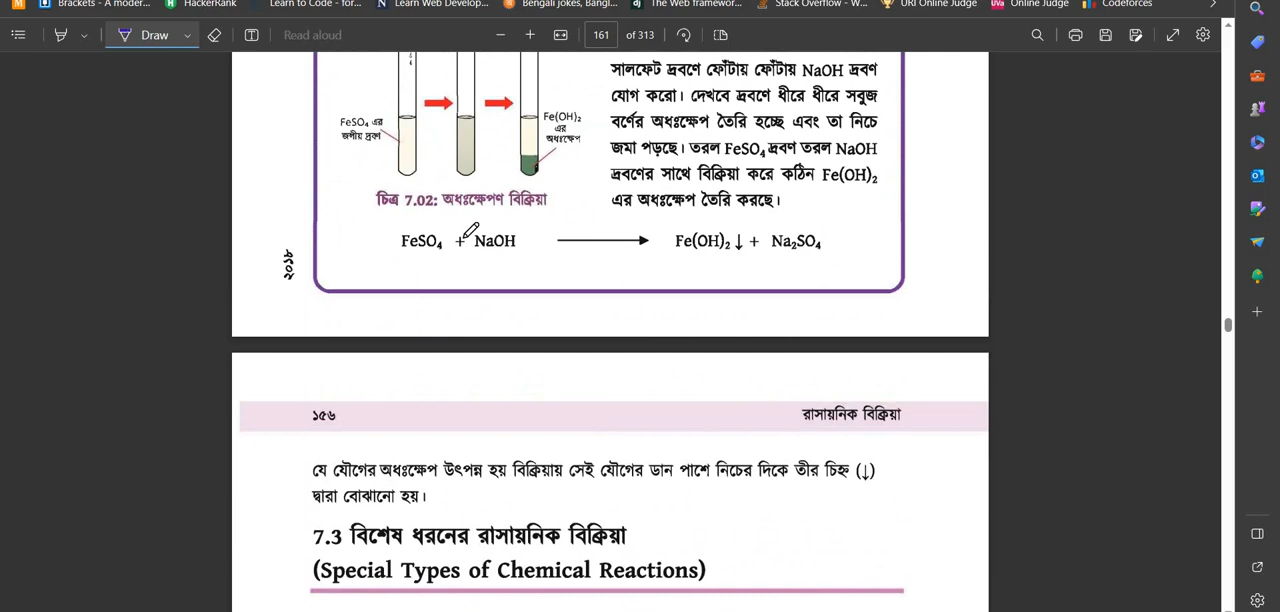 Brackets - A moder...
HackerRank
Learn to Code - for...
Learn Web Develop...
Bengali Jokes, Bangl...
The Web framewor...
Stack Overflow - W...
URI Online Judge
Online Judge
Codeforces
Draw
Read aloud
161 of 313
FeSO₄ এর
জলীয় দ্রবণ
Fe(OH)₂
এর
অধঃক্ষেপ
চিত্র 7.02: অধঃক্ষেপণ বিক্রিয়া
সালফেট দ্রবণে ফোঁটায় ফোঁটায় NaOH দ্রবণ
যোগ করো। দেখবে দ্রবণে ধীরে ধীরে সবুজ
বর্ণের অধঃক্ষেপ তৈরি হচ্ছে এবং তা নিচে
জমা পড়ছে। তরল FeSO₄ দ্রবণ তরল NaOH
দ্রবণের সাথে বিক্রিয়া করে কঠিন Fe(OH)₂
এর অধঃক্ষেপ তৈরি করছে।
FeSO₄ + NaOH ⟶ Fe(OH)₂ ↓ + Na₂SO₄
২০১৮
১৫৬ রাসায়নিক বিক্রিয়া
যে যৌগের অধঃক্ষেপ উৎপন্ন হয় বিক্রিয়ায় সেই যৌগের ডান পাশে নিচের দিকে তীর চিহ্ন (↓)
দ্বারা বোঝানো হয়।
7.3 বিশেষ ধরনের রাসায়নিক বিক্রিয়া
(Special Types of Chemical Reactions)